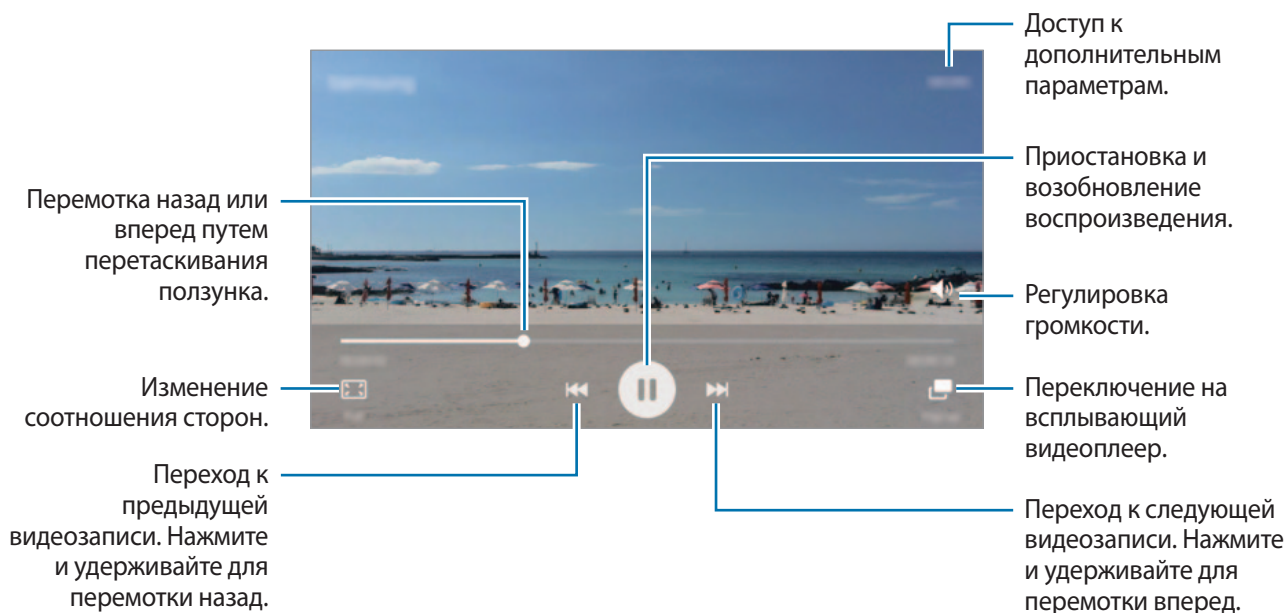 Доступ к
дополнительным
параметрам.
Приостановка и
возобновление
воспроизведения.
Перемотка назад или
вперед путем
перетаскивания
ползунка.
Регулировка
громкости.
Изменение
соотношения сторон.
Переключение на
всплывающий
видеоплеер.
Переход к
предыдущей
видеозаписи. Нажмите
и удерживайте для
перемотки назад.
Переход к следующей
видеозаписи. Нажмите
и удерживайте для
перемотки вперед.